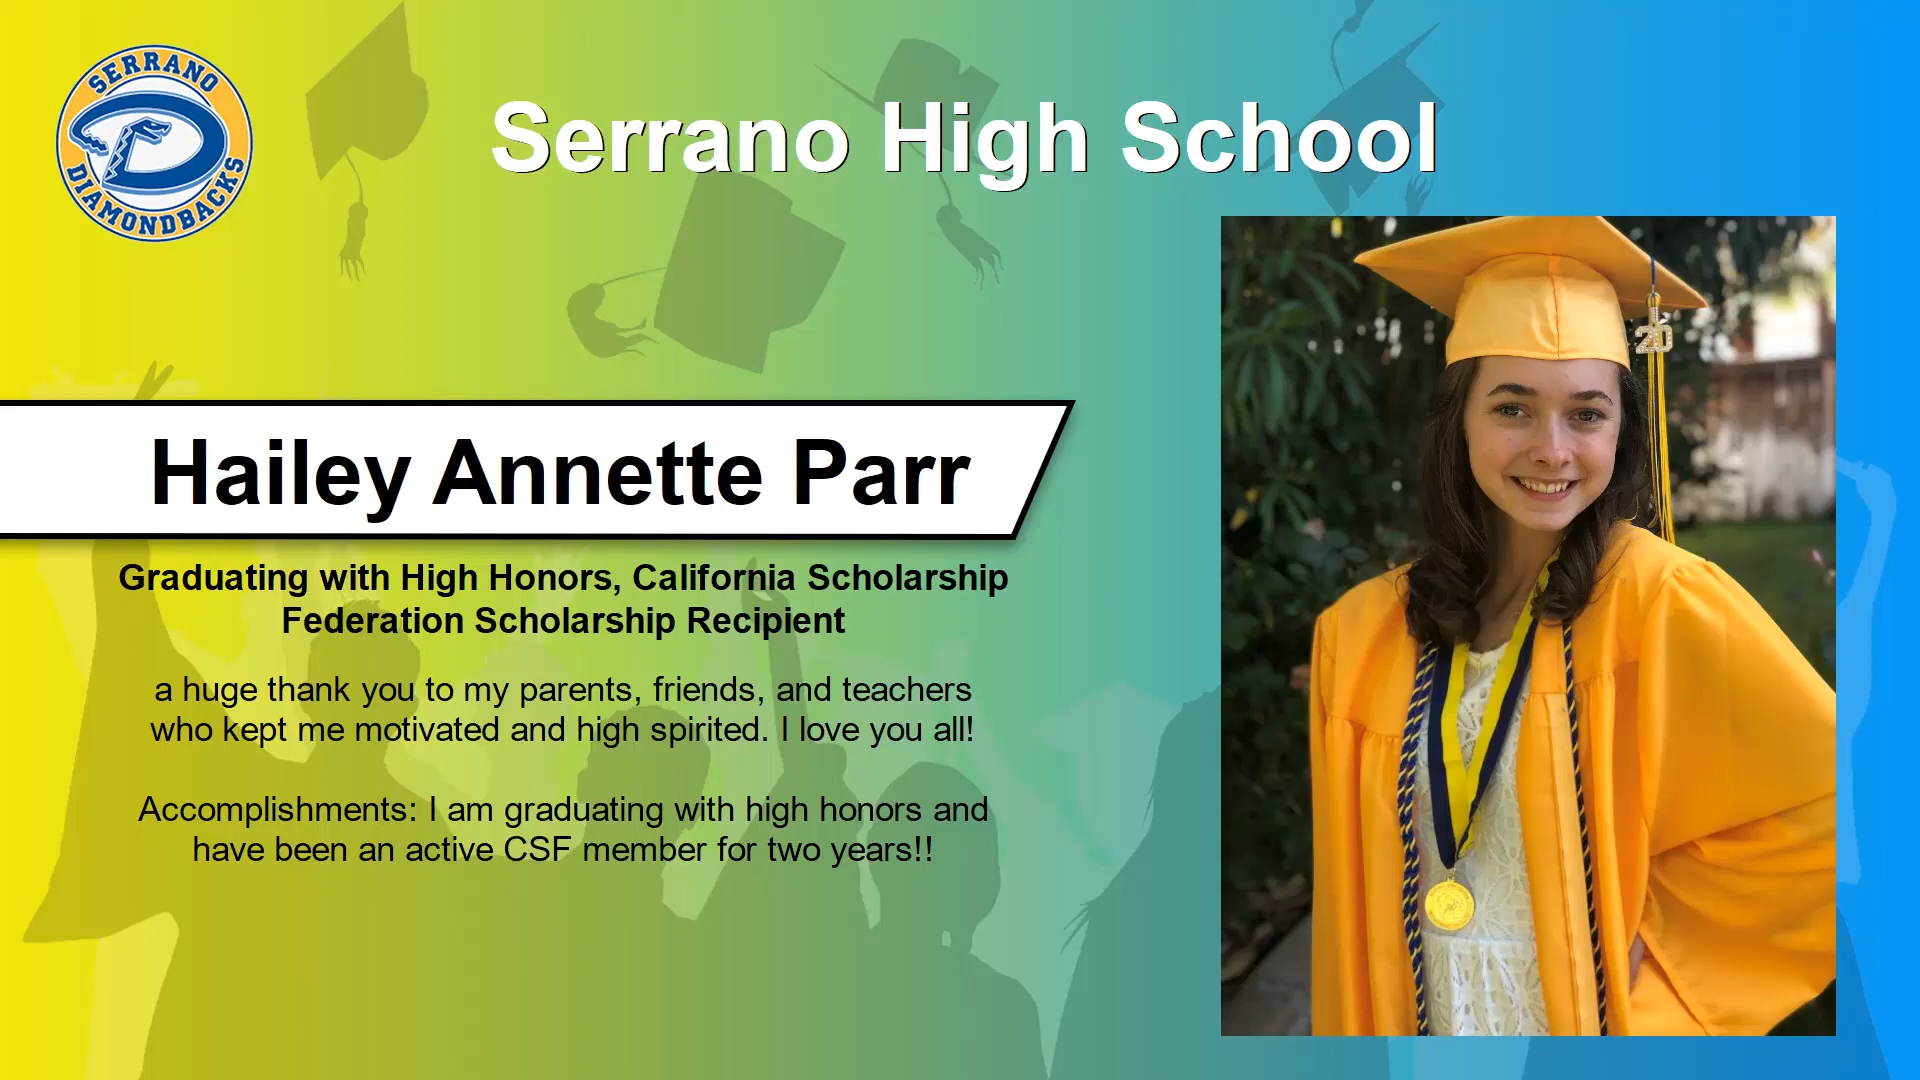 SERRANO
DIAMONDBACKS
Serrano High School
20
Hailey Annette Parr
Graduating with High Honors, California Scholarship
Federation Scholarship Recipient
a huge thank you to my parents, friends, and teachers
who kept me motivated and high spirited. I love you all!
Accomplishments: I am graduating with high honors and
have been an active CSF member for two years!!